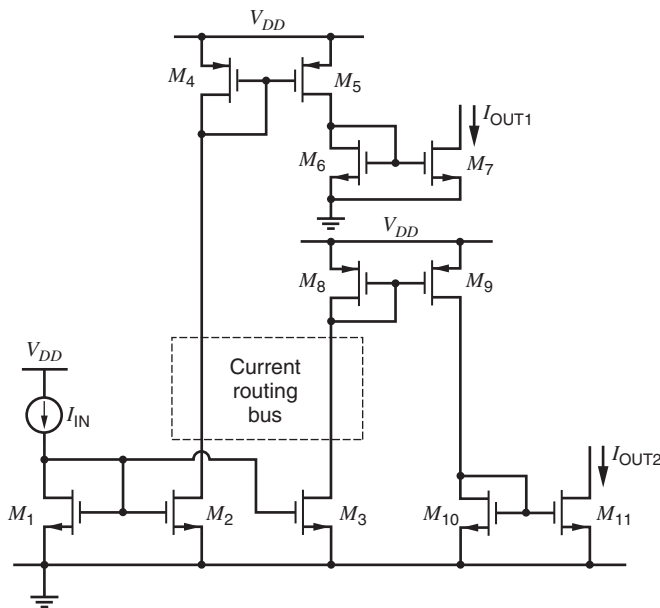 V_DD
M_4
M_5
I_OUT1
M_6
M_7
V_DD
M_8
M_9
Current
routing
bus
V_DD
I_IN
I_OUT2
M_1
M_2
M_3
M_10
M_11